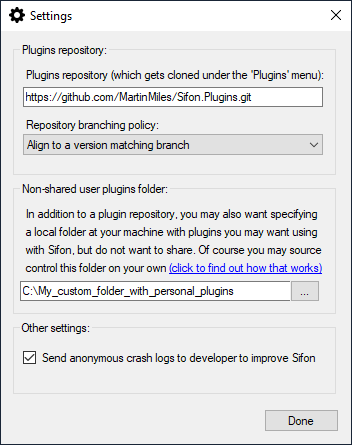 Settings
Plugins repository:
Plugins repository (which gets cloned under the 'Plugins' menu):
https://github.com/MartinMiles/Sifon.Plugins.git
Repository branching policy:
Align to a version matching branch
Non-shared user plugins folder:
In addition to a plugin repository, you may also want specifying
a local folder at your machine with plugins you may want using
with Sifon, but do not want to share. Of course you may source
control this folder on your own (click to find out how that works)
C:\My_custom_folder_with_personal_plugins
...
Other settings:
Send anonymous crash logs to developer to improve Sifon
Done